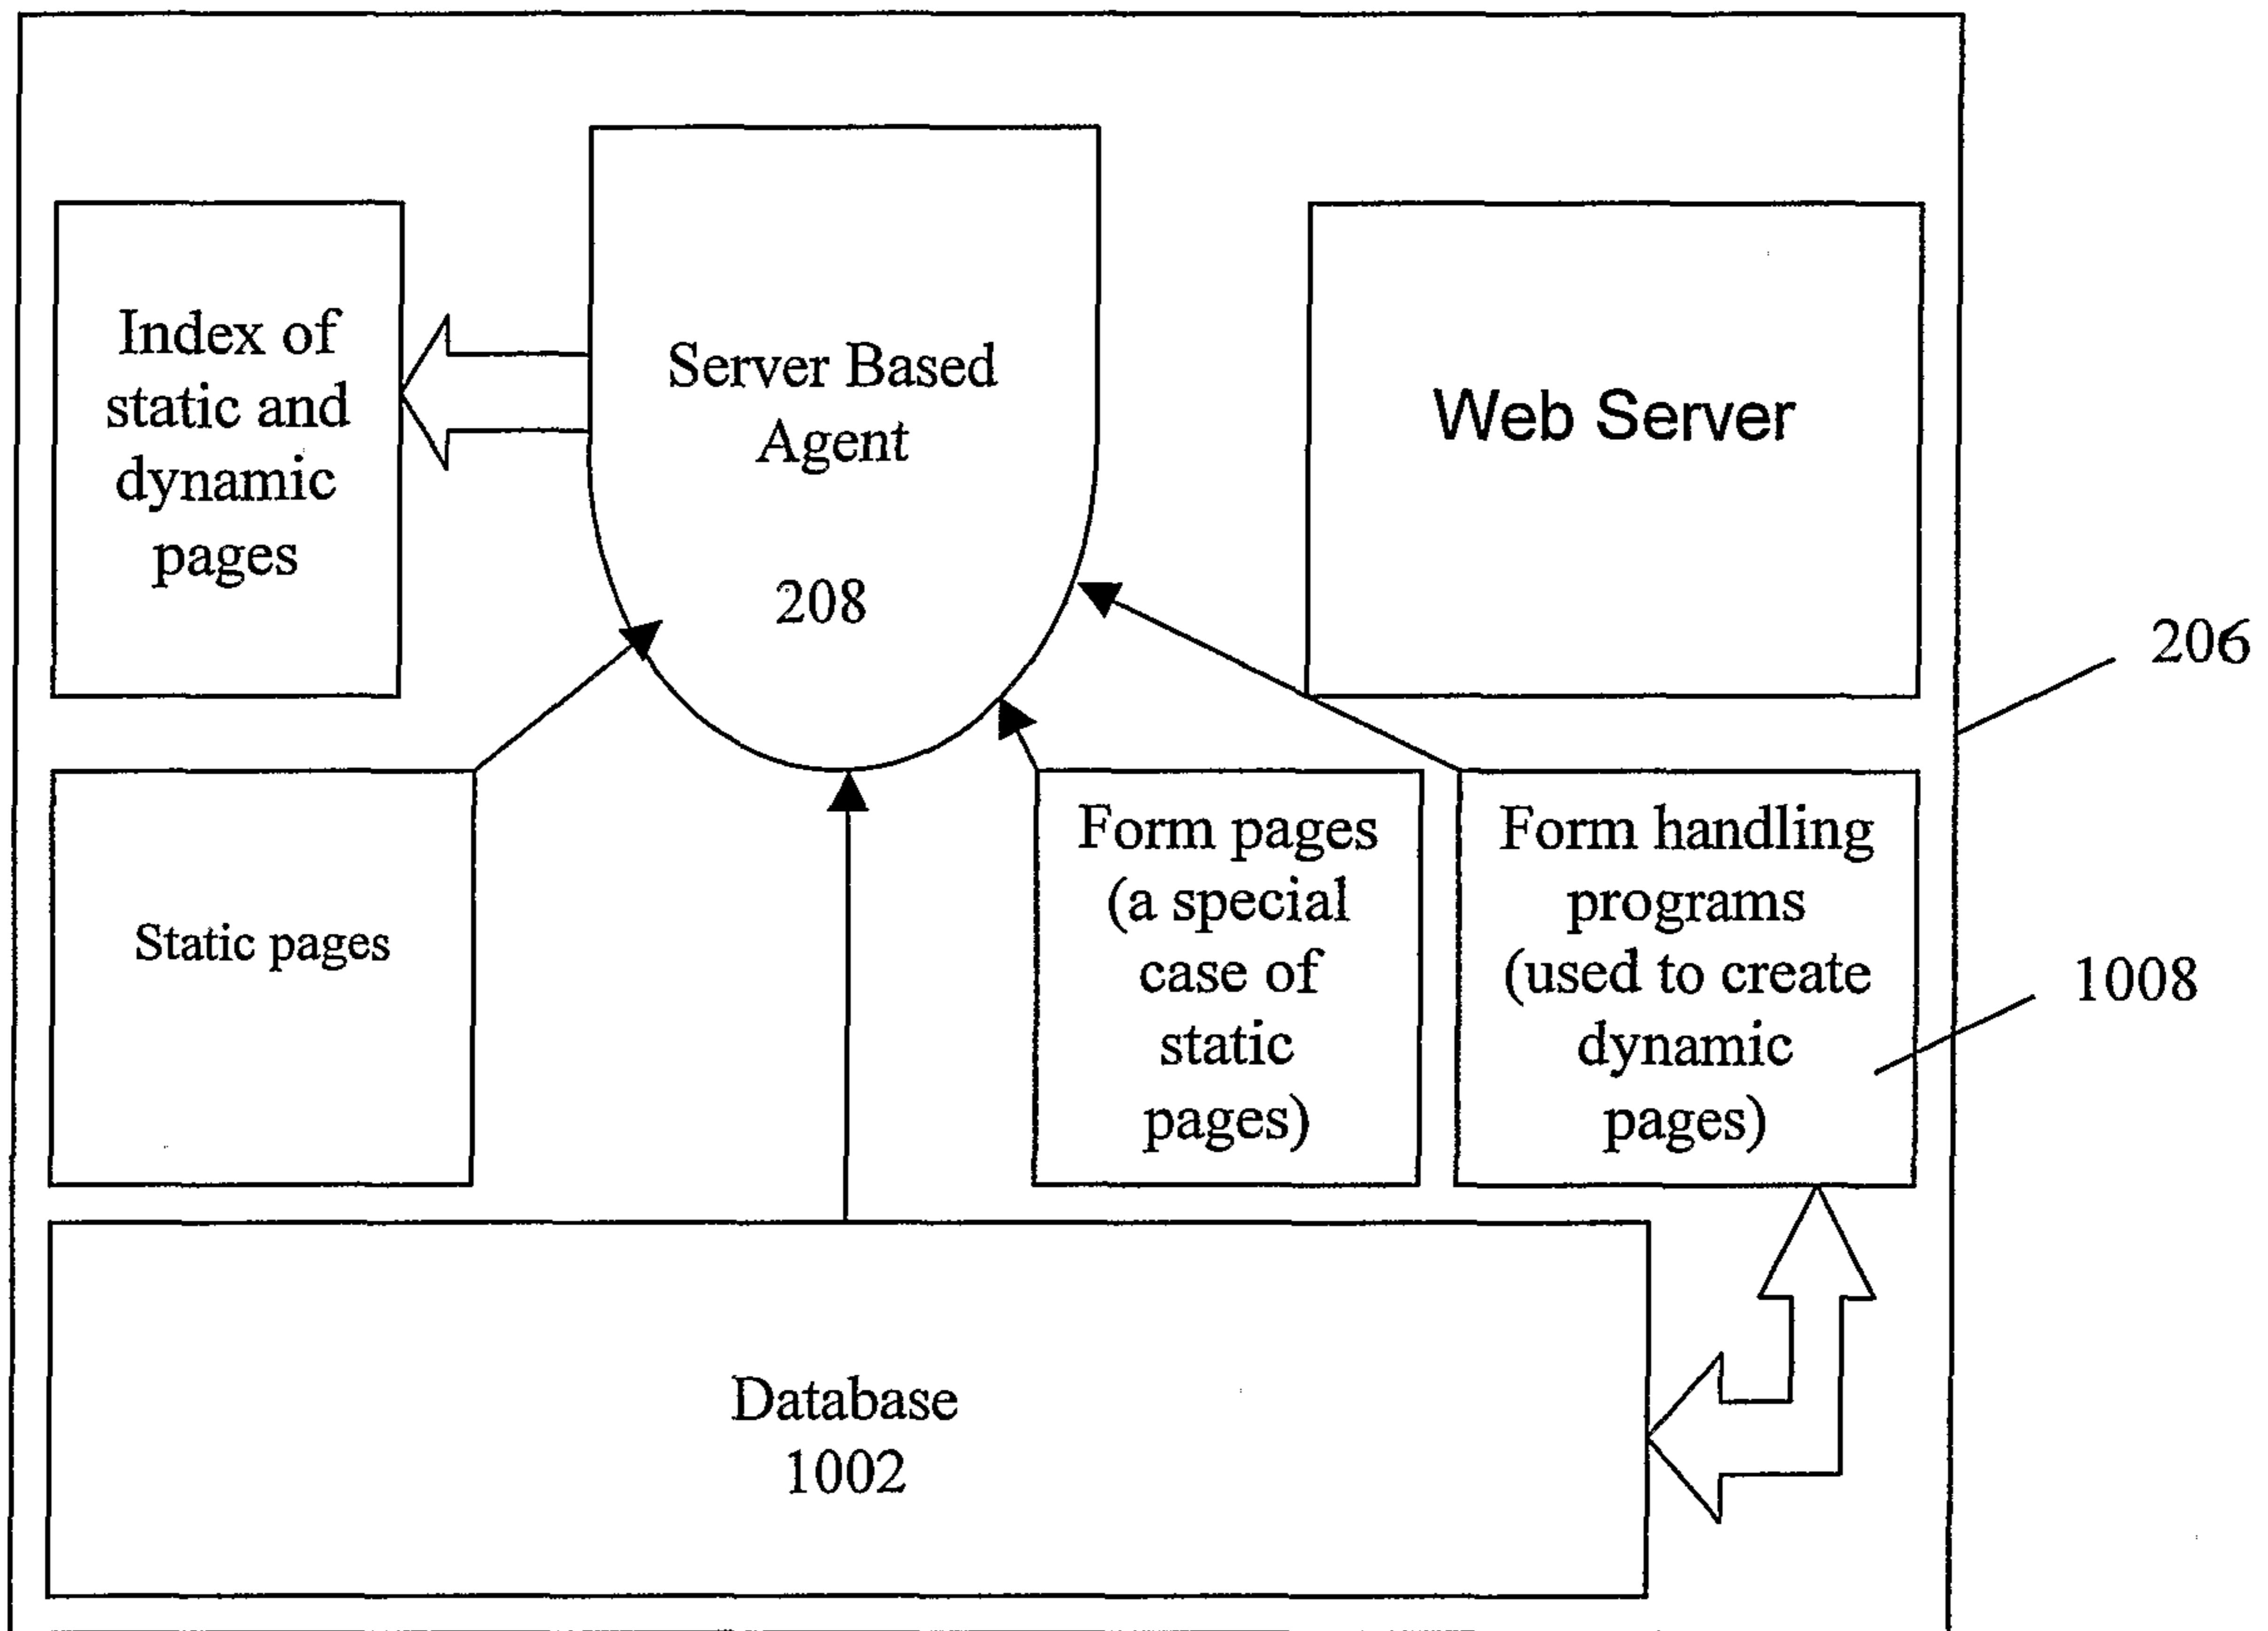 Index of
static and
dynamic
pages
Server Based
Agent
208
Web Server
206
Static pages
Form pages
(a special
case of
static
pages)
Form handling
programs
(used to create
dynamic
pages)
1008
Database
1002